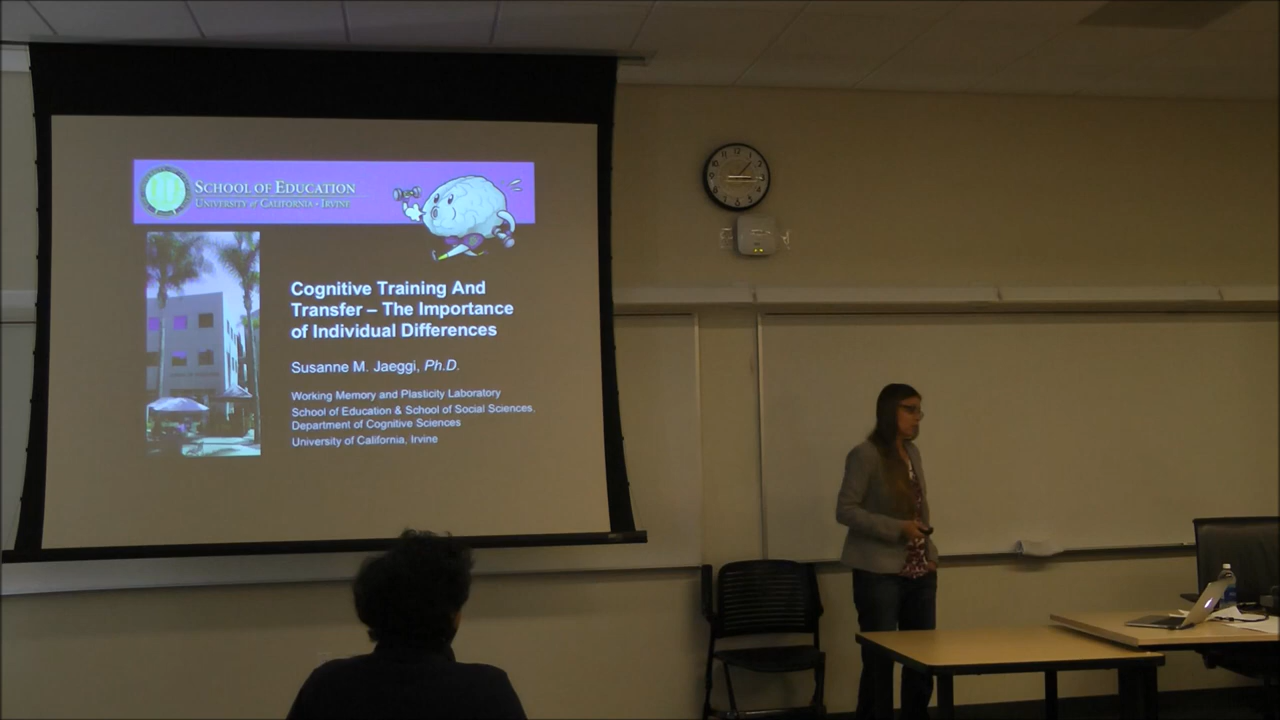 SCHOOL OF EDUCATION
UNIVERSITY of CALIFORNIA • IRVINE
Cognitive Training And
Transfer – The Importance
of Individual Differences
Susanne M. Jaeggi, Ph.D.
Working Memory and Plasticity Laboratory
School of Education & School of Social Sciences.
Department of Cognitive Sciences
University of California, Irvine